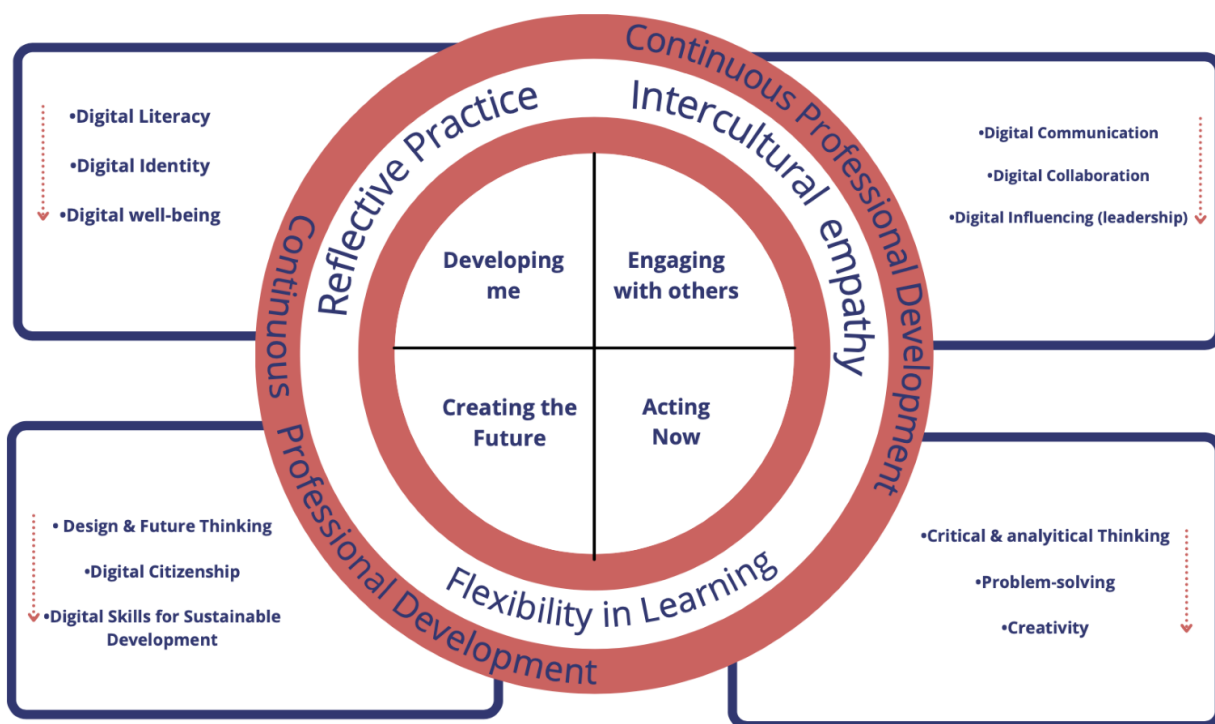 Continuous Professional Development
Reflective Practice
Intercultural empathy
•Digital Literacy
•Digital Identity
•Digital well-being
•Digital Communication
•Digital Collaboration
•Digital Influencing (leadership)
Developing
me
Engaging
with others
Creating the
Future
Acting
Now
• Design & Future Thinking
•Digital Citizenship
•Digital Skills for Sustainable
Development
•Critical & analyitical Thinking
•Problem-solving
•Creativity
Flexibility in Learning
Continuous Professional Development